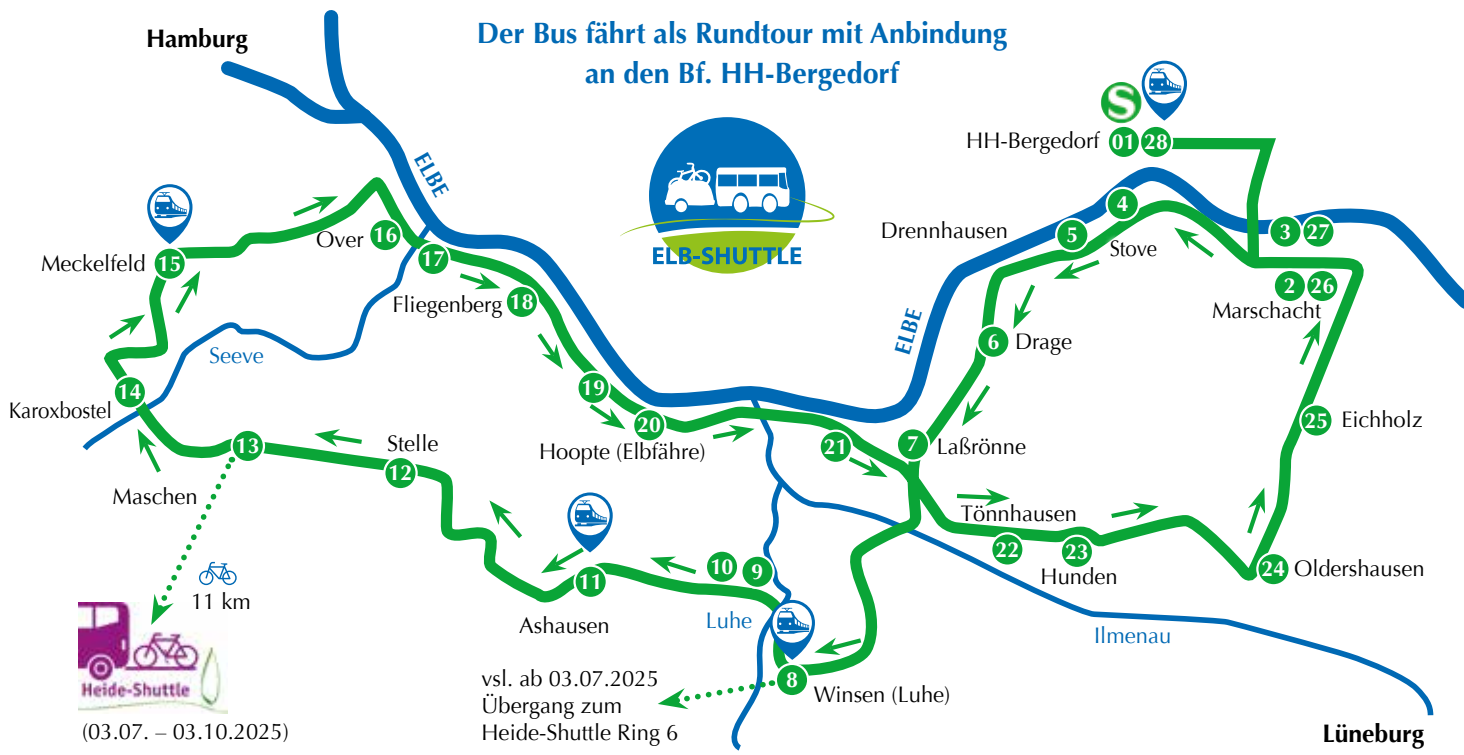 Der Bus fährt als Rundtour mit Anbindung
an den Bf. HH-Bergedorf
Hamburg
S
HH-Bergedorf 01 28
ELBE
ELB-SHUTTLE
Drennhausen
4
5
Stove
3 27
2 26
Marschacht
Over 16
Meckelfeld 15
17
Fliegenberg 18
ELBE
6 Drage
Seeve
14
Karoxbostel
19
20
Hoopte (Elbfähre)
21
7 Laßrönne
25 Eichholz
13
Stelle
12
Maschen
Tönnhausen
22 23
Hunden
24 Oldershausen
10 9
11
Ashausen
Luhe
Ilmenau
11 km
Heide-Shuttle
(03.07. – 03.10.2025)
vsl. ab 03.07.2025
Übergang zum
Heide-Shuttle Ring 6
8
Winsen (Luhe)
Lüneburg